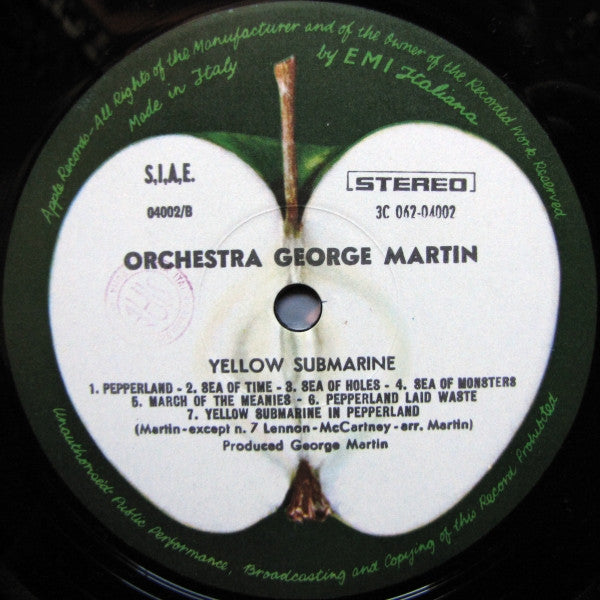 Apple Records-All Rights of the Manufacturer and of the Owner of the Recorded Work Reserved
Made in Italy
by EMI Italiana
S.I.A.E.
STEREO
04002/B
3C 062-04002
ORCHESTRA GEORGE MARTIN
YELLOW SUBMARINE
1. PEPPERLAND - 2. SEA OF TIME - 3. SEA OF HOLES - 4. SEA OF MONSTERS
5. MARCH OF THE MEANIES - 6. PEPPERLAND LAID WASTE
7. YELLOW SUBMARINE IN PEPPERLAND
(Martin-except n. 7 Lennon-McCartney-arr. Martin)
Produced George Martin
Unauthorised Public Performance, Broadcasting and Copying of this Record Prohibited